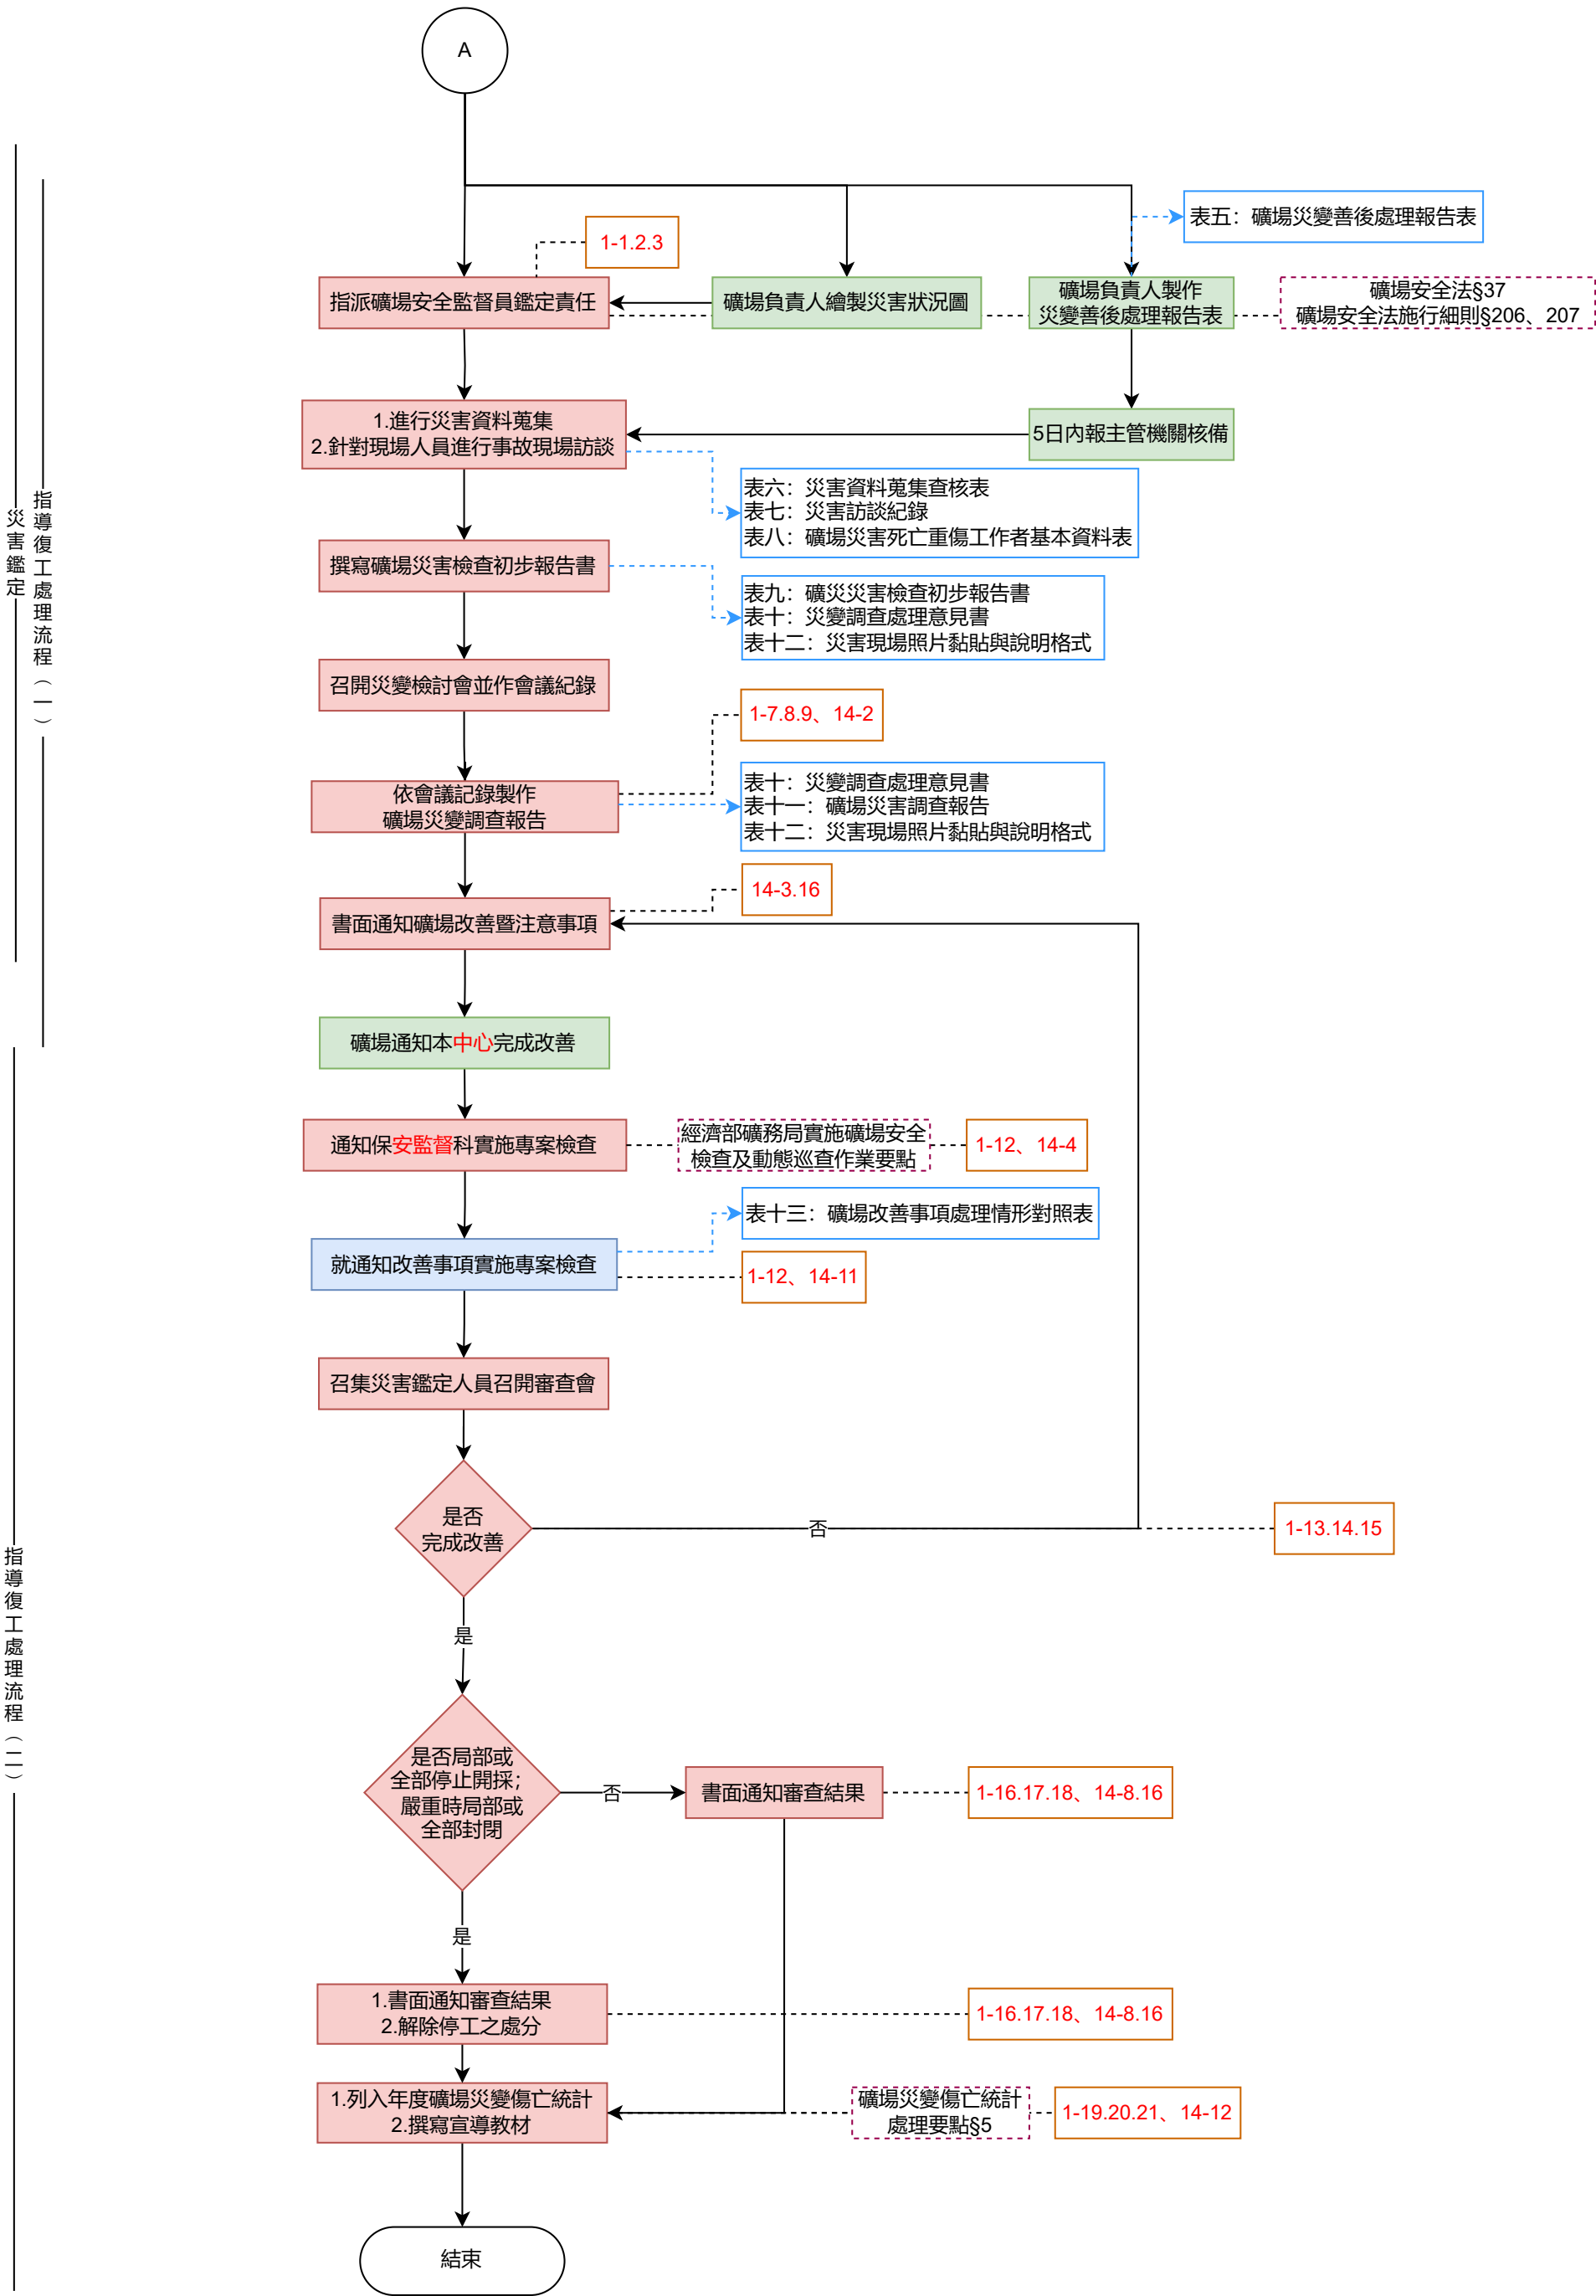 A
表五：礦場災變善後處理報告表
1-1.2.3
指派礦場安全監督員鑑定責任
礦場負責人繪製災害狀況圖
礦場負責人製作
災變善後處理報告表
礦場安全法§37
礦場安全法施行細則§206、207
1.進行災害資料蒐集
2.針對現場人員進行事故現場訪談
5日內報主管機關核備
表六：災害資料蒐集查核表
表七：災害訪談紀錄
表八：礦場災害死亡重傷工作者基本資料表
災害鑑定
指導復工處理流程（一）
撰寫礦場災害檢查初步報告書
表九：礦災災害檢查初步報告書
表十：災變調查處理意見書
表十二：災害現場照片黏貼與說明格式
召開災變檢討會並作會議紀錄
1-7.8.9、14-2
依會議記錄製作
礦場災變調查報告
表十：災變調查處理意見書
表十一：礦場災害調查報告
表十二：災害現場照片黏貼與說明格式
14-3.16
書面通知礦場改善暨注意事項
礦場通知本中心完成改善
通知保安監督科實施專案檢查
經濟部礦務局實施礦場安全
檢查及動態巡查作業要點
1-12、14-4
表十三：礦場改善事項處理情形對照表
就通知改善事項實施專案檢查
1-12、14-11
召集災害鑑定人員召開審查會
是否
完成改善
否
1-13.14.15
指導復工處理流程（二）
是
是否局部或
全部停止開採；
嚴重時局部或
全部封閉
否
書面通知審查結果
1-16.17.18、14-8.16
是
1.書面通知審查結果
2.解除停工之處分
1-16.17.18、14-8.16
1.列入年度礦場災變傷亡統計
2.撰寫宣導教材
礦場災變傷亡統計
處理要點§5
1-19.20.21、14-12
結束